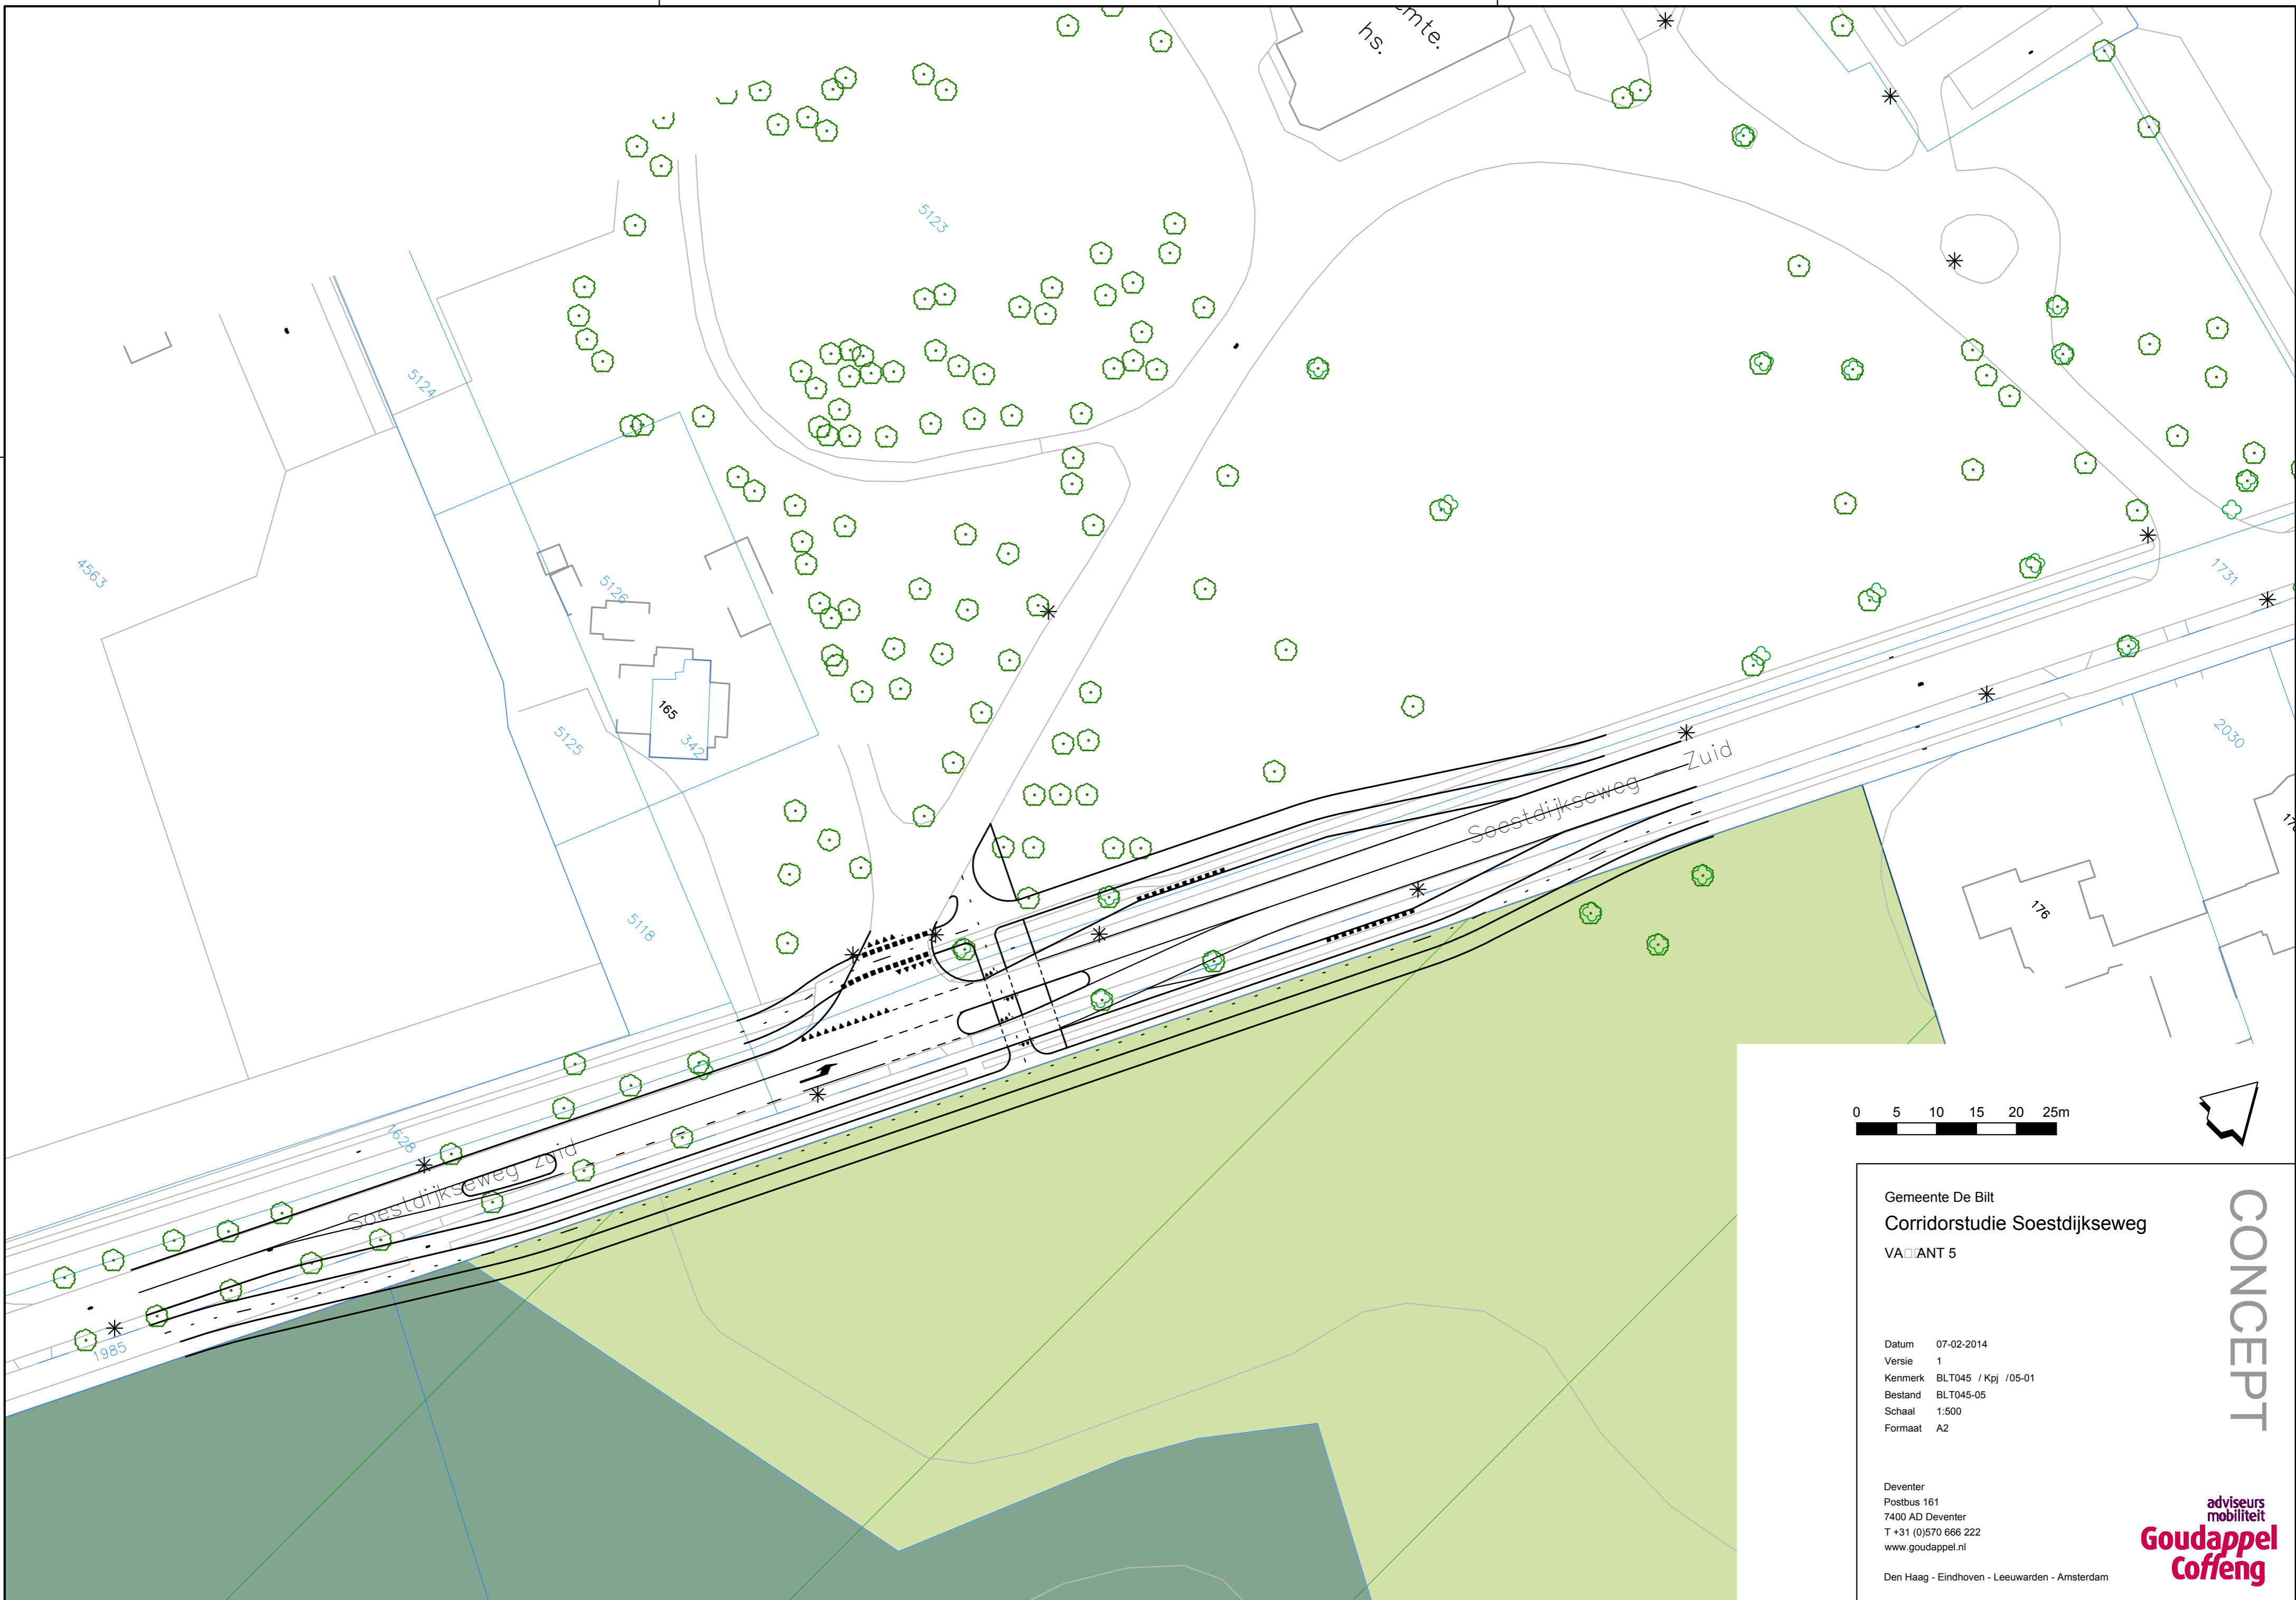 emte.
hs.
5123
5124
4563
5126
165
342
5125
5118
1731
2030
Soestdijkseweg - Zuid
176
1628
Soestdijkseweg zuid
1985
0 5 10 15 20 25m
Gemeente De Bilt
Corridorstudie Soestdijkseweg
VA□□ANT 5
CONCEPT
Datum 07-02-2014
Versie 1
Kenmerk BLT045 / Kpj /05-01
Bestand BLT045-05
Schaal 1:500
Formaat A2
Deventer
Postbus 161
7400 AD Deventer
T +31 (0)570 666 222
www.goudappel.nl
Den Haag - Eindhoven - Leeuwarden - Amsterdam
adviseurs
mobiliteit
Goudappel
Coffeng